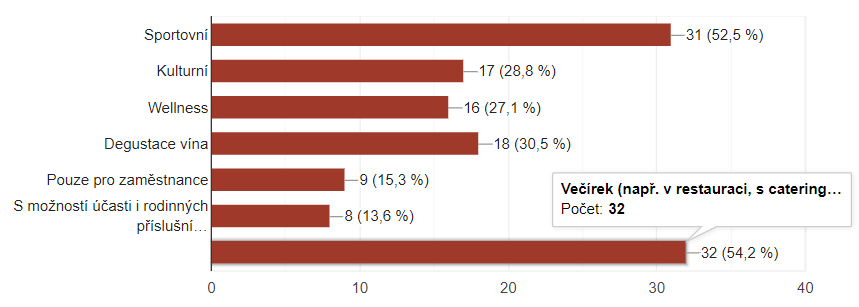 Sportovní
31 (52,5 %)
Kulturní
17 (28,8 %)
Wellness
16 (27,1 %)
Degustace vína
18 (30,5 %)
Pouze pro zaměstnance
9 (15,3 %)
S možností účasti i rodinných
příslušní…
8 (13,6 %)
Večírek (např. v restauraci, s catering…
Počet: 32
32 (54,2 %)
0
10
20
30
40